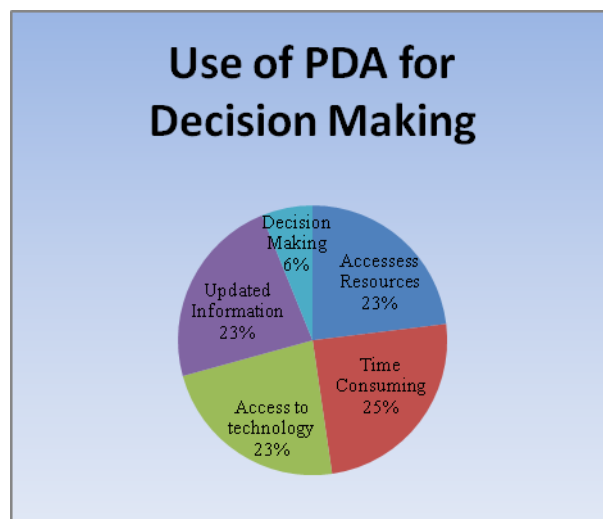 Use of PDA for
Decision Making
Decision
Making
6%
Accessess
Resources
23%
Updated
Information
23%
Time
Consuming
25%
Access to
technology
23%